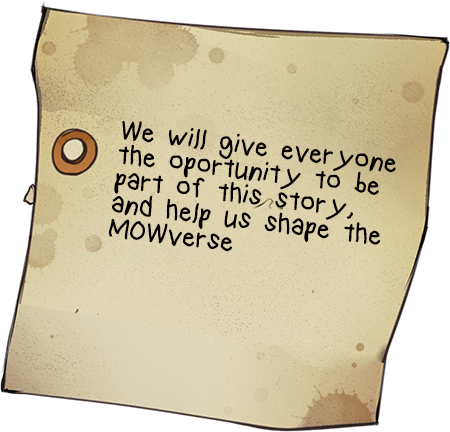 We will give everyone
the oportunity to be
part of this story,
and help us shape the
MOWverse